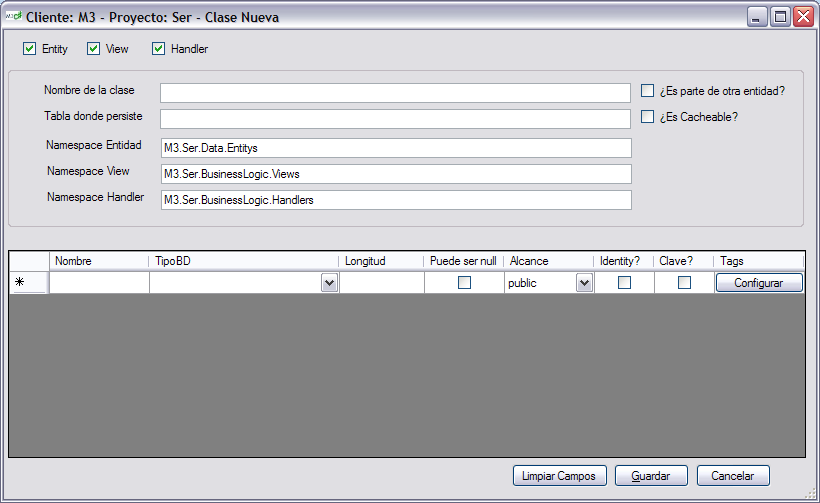 Cliente: M3 - Proyecto: Ser - Clase Nueva
Entity View Handler
Nombre de la clase ¿Es parte de otra entidad?
Tabla donde persiste ¿Es Cacheable?
Namespace Entidad M3.Ser.Data.Entitys
Namespace View M3.Ser.BusinessLogic.Views
Namespace Handler M3.Ser.BusinessLogic.Handlers
Nombre TipoBD Longitud Puede ser null Alcance Identity? Clave? Tags
public Configurar
Limpiar Campos Guardar Cancelar